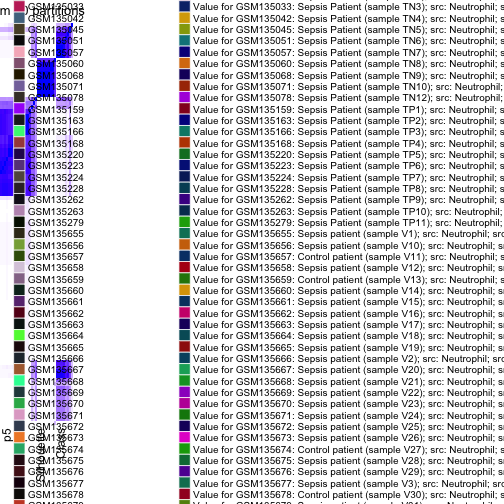 m  partitions
GSM135033 Value for GSM135033: Sepsis Patient (sample TN3); src: Neutrophil; s
GSM135042 Value for GSM135042: Sepsis Patient (sample TN4); src: Neutrophil; s
GSM135045 Value for GSM135045: Sepsis Patient (sample TN5); src: Neutrophil; s
GSM135051 Value for GSM135051: Sepsis Patient (sample TN6); src: Neutrophil; s
GSM135057 Value for GSM135057: Sepsis Patient (sample TN7); src: Neutrophil; s
GSM135060 Value for GSM135060: Sepsis Patient (sample TN8); src: Neutrophil; s
GSM135068 Value for GSM135068: Sepsis Patient (sample TN9); src: Neutrophil; s
GSM135071 Value for GSM135071: Sepsis Patient (sample TN10); src: Neutrophil;
GSM135078 Value for GSM135078: Sepsis Patient (sample TN12); src: Neutrophil;
GSM135159 Value for GSM135159: Sepsis Patient (sample TP1); src: Neutrophil; s
GSM135163 Value for GSM135163: Sepsis Patient (sample TP2); src: Neutrophil; s
GSM135166 Value for GSM135166: Sepsis Patient (sample TP3); src: Neutrophil; s
GSM135168 Value for GSM135168: Sepsis Patient (sample TP4); src: Neutrophil; s
GSM135220 Value for GSM135220: Sepsis Patient (sample TP5); src: Neutrophil; s
GSM135223 Value for GSM135223: Sepsis Patient (sample TP6); src: Neutrophil; s
GSM135224 Value for GSM135224: Sepsis Patient (sample TP7); src: Neutrophil; s
GSM135228 Value for GSM135228: Sepsis Patient (sample TP8); src: Neutrophil; s
GSM135262 Value for GSM135262: Sepsis Patient (sample TP9); src: Neutrophil; s
GSM135263 Value for GSM135263: Sepsis Patient (sample TP10); src: Neutrophil;
GSM135279 Value for GSM135279: Sepsis Patient (sample TP11); src: Neutrophil;
GSM135655 Value for GSM135655: Sepsis patient (sample V1); src: Neutrophil; src
GSM135656 Value for GSM135656: Sepsis patient (sample V10); src: Neutrophil; s
GSM135657 Value for GSM135657: Control patient (sample V11); src: Neutrophil; s
GSM135658 Value for GSM135658: Sepsis patient (sample V12); src: Neutrophil; s
GSM135659 Value for GSM135659: Control patient (sample V13); src: Neutrophil; s
GSM135660 Value for GSM135660: Sepsis patient (sample V14); src: Neutrophil; s
GSM135661 Value for GSM135661: Sepsis patient (sample V15); src: Neutrophil; s
GSM135662 Value for GSM135662: Sepsis patient (sample V16); src: Neutrophil; s
GSM135663 Value for GSM135663: Sepsis patient (sample V17); src: Neutrophil; s
GSM135664 Value for GSM135664: Sepsis patient (sample V18); src: Neutrophil; s
GSM135665 Value for GSM135665: Sepsis patient (sample V19); src: Neutrophil; s
GSM135666 Value for GSM135666: Sepsis patient (sample V2); src: Neutrophil; src
GSM135667 Value for GSM135667: Sepsis patient (sample V20); src: Neutrophil; s
GSM135668 Value for GSM135668: Sepsis patient (sample V21); src: Neutrophil; s
GSM135669 Value for GSM135669: Sepsis patient (sample V22); src: Neutrophil; s
GSM135670 Value for GSM135670: Sepsis patient (sample V23); src: Neutrophil; s
GSM135671 Value for GSM135671: Sepsis patient (sample V24); src: Neutrophil; s
GSM135672 Value for GSM135672: Sepsis patient (sample V25); src: Neutrophil; s
GSM135673 Value for GSM135673: Sepsis patient (sample V26); src: Neutrophil; s
GSM135674 Value for GSM135674: Control patient (sample V27); src: Neutrophil; s
GSM135675 Value for GSM135675: Sepsis patient (sample V28); src: Neutrophil; s
GSM135676 Value for GSM135676: Sepsis patient (sample V29); src: Neutrophil; s
GSM135677 Value for GSM135677: Sepsis patient (sample V3); src: Neutrophil; src
GSM135678 Value for GSM135678: Control patient (sample V30); src: Neutrophil; s
p5